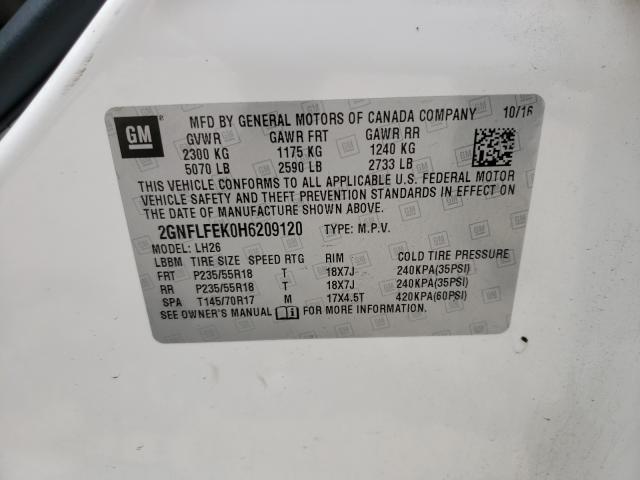 GM
MFD BY GENERAL MOTORS OF CANADA COMPANY 10/16
GVWR GAWR FRT GAWR RR
2300 KG 1175 KG 1240 KG
5070 LB 2590 LB 2733 LB
THIS VEHICLE CONFORMS TO ALL APPLICABLE U.S. FEDERAL MOTOR
VEHICLE SAFETY AND THEFT PREVENTION STANDARDS IN EFFECT ON
THE DATE OF MANUFACTURE SHOWN ABOVE.
2GNFLFEK0H6209120 TYPE: M.P.V.
MODEL: LH26
LBBM TIRE SIZE SPEED RTG RIM COLD TIRE PRESSURE
FRT P235/55R18 T 18X7J 240KPA(35PSI)
RR P235/55R18 T 18X7J 240KPA(35PSI)
SPA T145/70R17 M 17X4.5T 420KPA(60PSI)
SEE OWNER'S MANUAL FOR MORE INFORMATION.